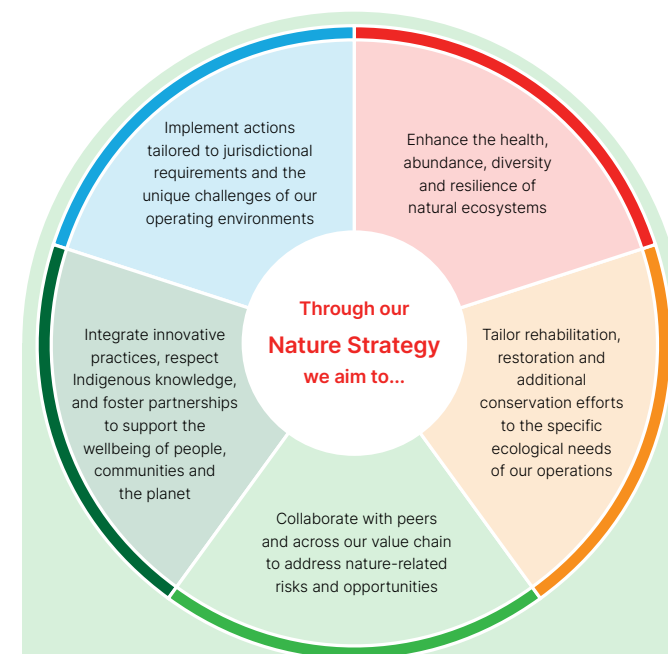 Through our
Nature Strategy
we aim to...
Enhance the health,
abundance, diversity
and resilience of
natural ecosystems
Tailor rehabilitation,
restoration and
additional
conservation efforts
to the specific
ecological needs
of our operations
Collaborate with peers
and across our value chain
to address nature-related
risks and opportunities
Integrate innovative
practices, respect
Indigenous knowledge,
and foster partnerships
to support the
wellbeing of people,
communities and
the planet
Implement actions
tailored to jurisdictional
requirements and the
unique challenges of our
operating environments